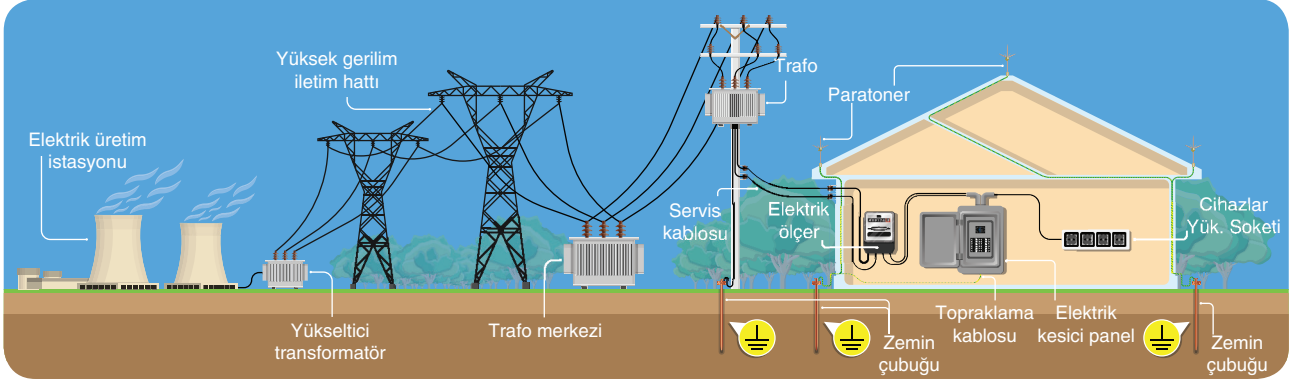 Elektrik üretim
istasyonu
Yüksek gerilim
iletim hattı
Trafo
Paratoner
Servis
kablosu
Elektrik
ölçer
Cihazlar
Yük. Soketi
Yükseltici
transformatör
Trafo merkezi
Zemin
çubuğu
Topraklama
kablosu
Elektrik
kesici panel
Zemin
çubuğu